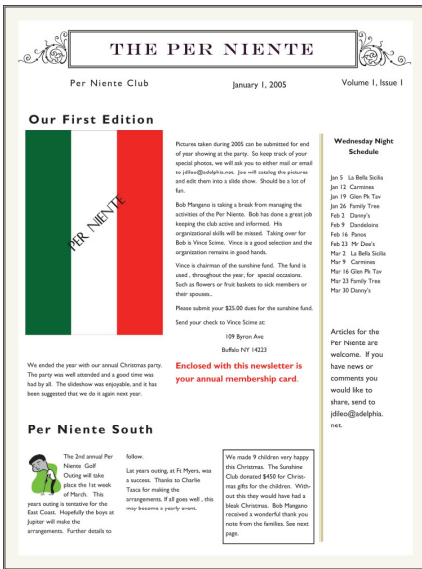 THE PER NIENTE
Per Niente Club
January 1, 2005
Volume 1, Issue 1
Our First Edition
PER NIENTE
We ended the year with our annual Christmas party.
The party was well attended and a good time was
had by all. The slideshow was enjoyable, and it has
been suggested that we do it again next year.
Pictures taken during 2005 can be submitted for end
of year showing at the party. So keep track of your
special photos, we will ask you to either mail or email
to jdileo@adelphia.net. Joe will catalog the pictures
and edit them into a slide show. Should be a lot of
fun.
Bob Mangano is taking a break from managing the
activities of the Per Niente. Bob has done a great job
keeping the club active and informed. His
organizational skills will be missed. Taking over for
Bob is Vince Scime. Vince is a good selection and the
organization remains in good hands.
Vince is chairman of the sunshine fund. The fund is
used , throughout the year, for special occasions.
Such as flowers or fruit baskets to sick members or
their spouses..
Please submit your $25.00 dues for the sunshine fund.
Send your check to Vince Scime at:
109 Byron Ave
Buffalo NY 14223
Enclosed with this newsletter is
your annual membership card.
Wednesday Night
Schedule
Jan 5 La Bella Sicilia
Jan 12 Carmines
Jan 19 Glen Pk Tav
Jan 26 Family Tree
Feb 2 Danny's
Feb 9 Dandeloins
Feb 16 Panos
Feb 23 Mr Dee's
Mar 2 La Bella Sicilia
Mar 9 Carmines
Mar 16 Glen Pk Tav
Mar 23 Family Tree
Mar 30 Danny's
Articles for the
Per Niente are
welcome. If you
have news or
comments you
would like to
share, send to
jdileo@adelphia.
net.
Per Niente South
The 2nd annual Per
Niente Golf
Outing will take
place the 1st week
of March. This
years outing is tentative for the
East Coast. Hopefully the boys at
Jupiter will make the
arrangements. Further details to
follow.
Lat years outing, at Ft Myers, was
a success. Thanks to Charlie
Tasca for making the
arrangements. If all goes well , this
may become a yearly event.
We made 9 children very happy
this Christmas. The Sunshine
Club donated $450 for Christ-
mas gifts for the children. With-
out this they would have had a
bleak Christmas. Bob Mangano
received a wonderful thank you
note from the families. See next
page.